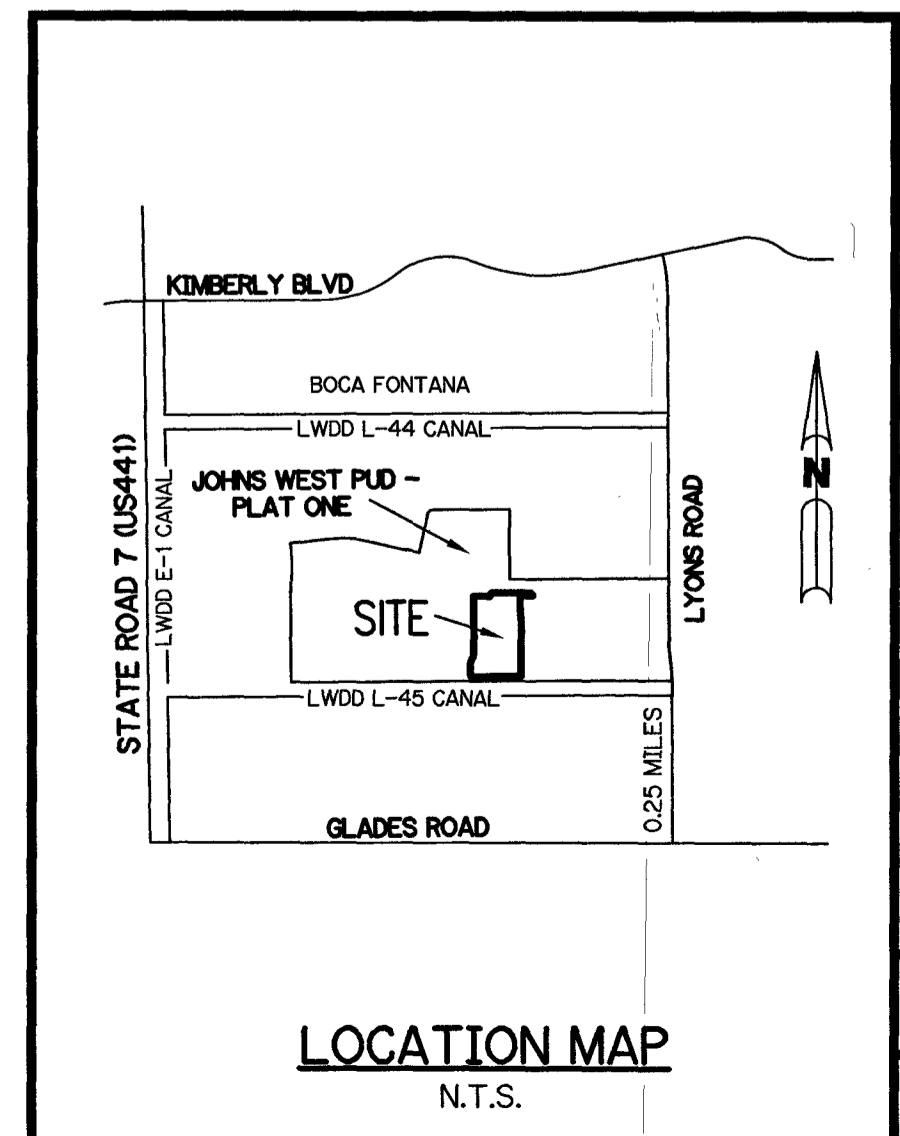 KIMBERLY BLVD
BOCA FONTANA
LWDD L-44 CANAL
STATE ROAD 7 (US441)
LWDD E-1 CANAL
JOHNS WEST PUD -
PLAT ONE
LYONS ROAD
N
SITE
LWDD L-45 CANAL
0.25 MILES
GLADES ROAD
LOCATION MAP
N.T.S.